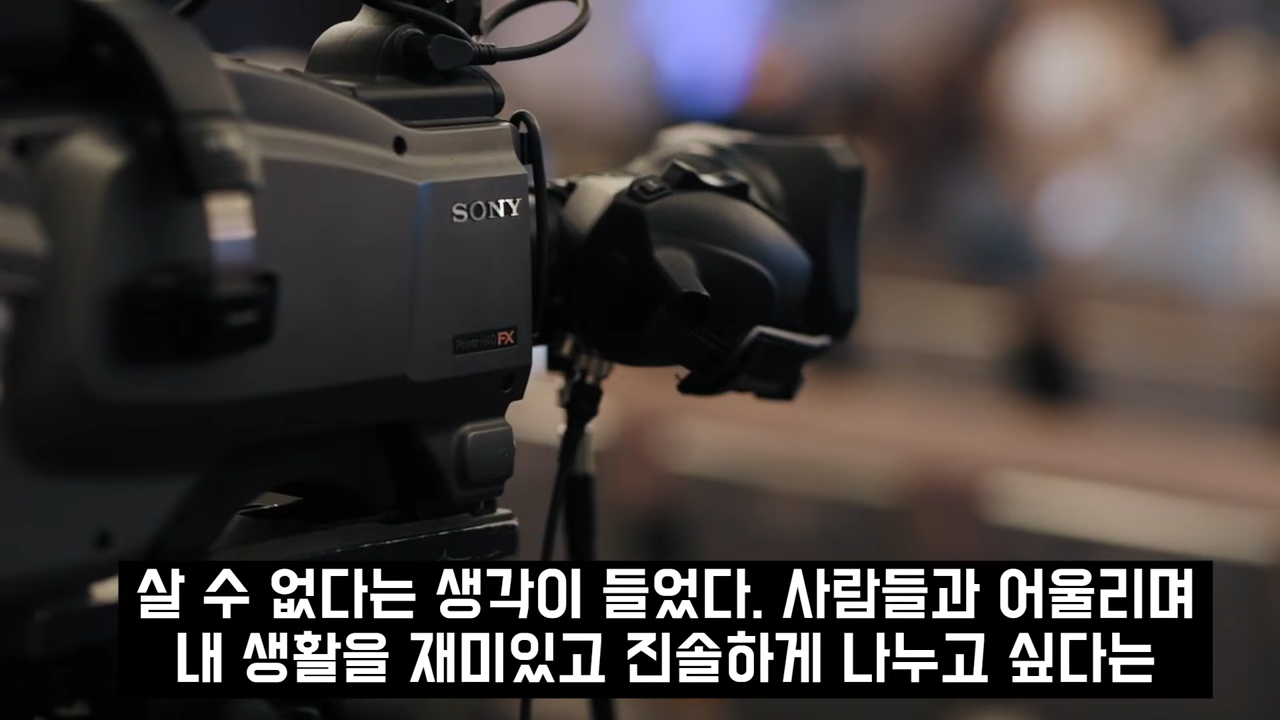 SONY
PowerHAD FX
살 수 없다는 생각이 들었다. 사람들과 어울리며
내 생활을 재미있고 진솔하게 나누고 싶다는